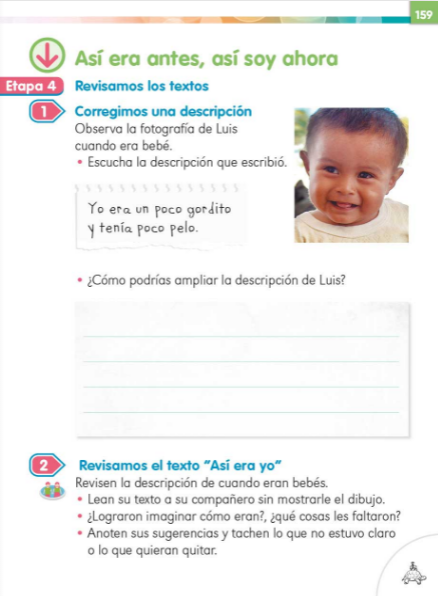 159
Así era antes, así soy ahora
Etapa 4 Revisamos los textos
1 Corregimos una descripción
Observa la fotografía de Luis
cuando era bebé.
• Escucha la descripción que escribió.
Yo era un poco gordito
y tenía poco pelo.
• ¿Cómo podrías ampliar la descripción de Luis?
2 Revisamos el texto “Así era yo”
Revisen la descripción de cuando eran bebés.
• Lean su texto a su compañero sin mostrarle el dibujo.
• ¿Lograron imaginar cómo eran?, ¿qué cosas les faltaron?
• Anoten sus sugerencias y tachen lo que no estuvo claro
o lo que quieran quitar.